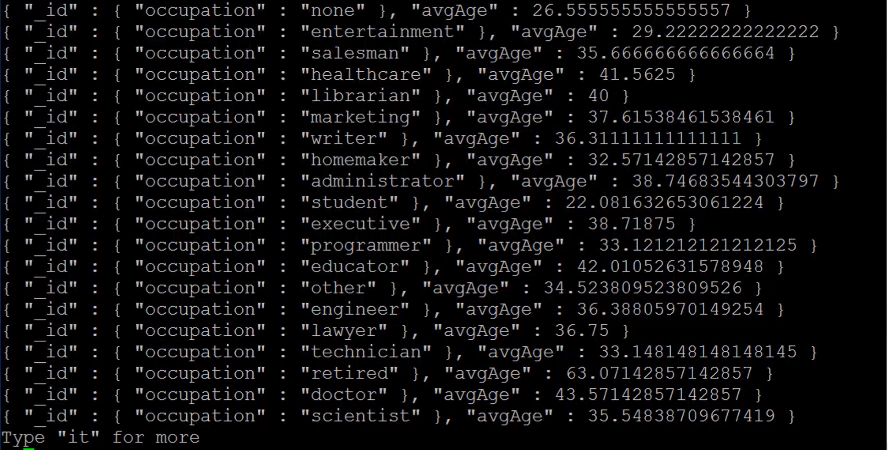 { "_id" : { "occupation" : "none" }, "avgAge" : 26.555555555555557 }
{ "_id" : { "occupation" : "entertainment" }, "avgAge" : 29.22222222222222 }
{ "_id" : { "occupation" : "salesman" }, "avgAge" : 35.666666666666664 }
{ "_id" : { "occupation" : "healthcare" }, "avgAge" : 41.5625 }
{ "_id" : { "occupation" : "librarian" }, "avgAge" : 40 }
{ "_id" : { "occupation" : "marketing" }, "avgAge" : 37.61538461538461 }
{ "_id" : { "occupation" : "writer" }, "avgAge" : 36.31111111111111 }
{ "_id" : { "occupation" : "homemaker" }, "avgAge" : 32.57142857142857 }
{ "_id" : { "occupation" : "administrator" }, "avgAge" : 38.74683544303797 }
{ "_id" : { "occupation" : "student" }, "avgAge" : 22.081632653061224 }
{ "_id" : { "occupation" : "executive" }, "avgAge" : 38.71875 }
{ "_id" : { "occupation" : "programmer" }, "avgAge" : 33.121212121212125 }
{ "_id" : { "occupation" : "educator" }, "avgAge" : 42.01052631578948 }
{ "_id" : { "occupation" : "other" }, "avgAge" : 34.523809523809526 }
{ "_id" : { "occupation" : "engineer" }, "avgAge" : 36.38805970149254 }
{ "_id" : { "occupation" : "lawyer" }, "avgAge" : 36.75 }
{ "_id" : { "occupation" : "technician" }, "avgAge" : 33.148148148148145 }
{ "_id" : { "occupation" : "retired" }, "avgAge" : 63.07142857142857 }
{ "_id" : { "occupation" : "doctor" }, "avgAge" : 43.57142857142857 }
{ "_id" : { "occupation" : "scientist" }, "avgAge" : 35.54838709677419 }
Type "it" for more